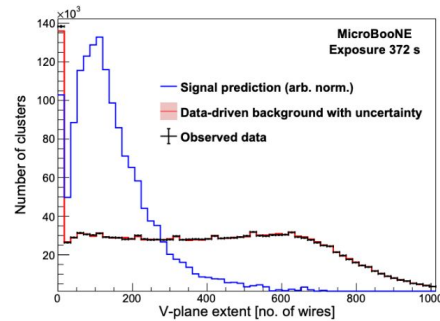 ×10³
MicroBooNE
Exposure 372 s
Signal prediction (arb. norm.)
Data-driven background with uncertainty
Observed data
Number of clusters
140
120
100
80
60
40
20
0 200 400 600 800 1000
V-plane extent [no. of wires]